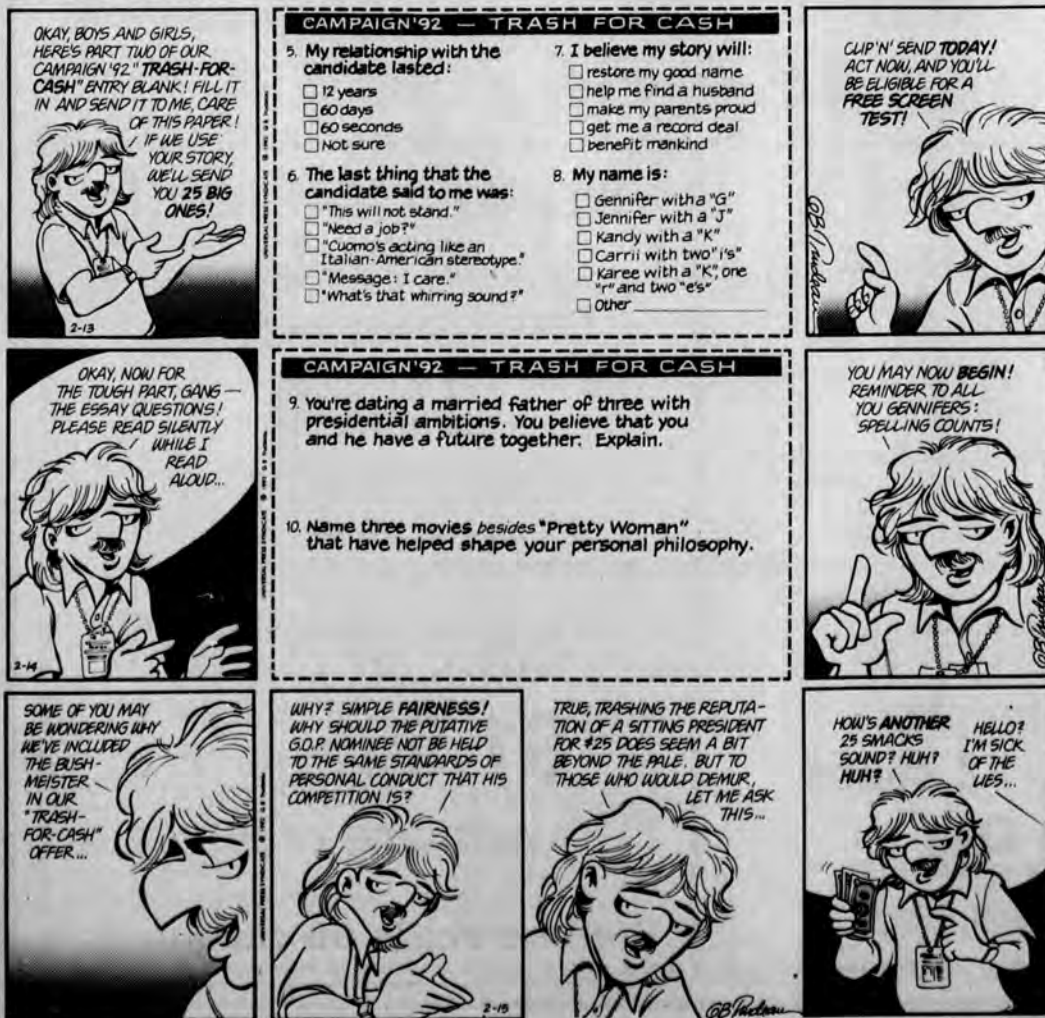 OKAY, BOYS AND GIRLS,
HERE'S PART TWO OF OUR
CAMPAIGN '92 "TRASH-FOR-
CASH" ENTRY BLANK! FILL IT
IN AND SEND IT TO ME, CARE
OF THIS PAPER!
IF WE USE
YOUR STORY,
WE'LL SEND
YOU 25 BIG
ONES!
2-13
CAMPAIGN '92 — TRASH FOR CASH
5. My relationship with the
candidate lasted:
12 years
60 days
60 seconds
Not sure
6. The last thing that the
candidate said to me was:
"This will not stand."
"Need a job?"
"Cuomo's acting like an
Italian-American stereotype."
"Message: I care."
"What's that whirring sound?"
7. I believe my story will:
restore my good name
help me find a husband
make my parents proud
get me a record deal
benefit mankind
8. My name is:
Gennifer with a "G"
Jennifer with a "J"
Kandy with a "K"
Carrii with two "i's"
Karee with a "K", one
"r" and two "e's"
Other
CLIP 'N' SEND TODAY!
ACT NOW, AND YOU'LL
BE ELIGIBLE FOR A
FREE SCREEN
TEST!
GB Trudeau
OKAY, NOW FOR
THE TOUGH PART, GANG —
THE ESSAY QUESTIONS!
PLEASE READ SILENTLY
WHILE I
READ
ALOUD...
2-14
CAMPAIGN '92 — TRASH FOR CASH
9. You're dating a married father of three with
presidential ambitions. You believe that you
and he have a future together. Explain.
10. Name three movies besides "Pretty Woman"
that have helped shape your personal philosophy.
YOU MAY NOW BEGIN!
REMINDER TO ALL
YOU GENNIFERS:
SPELLING COUNTS!
GB Trudeau
SOME OF YOU MAY
BE WONDERING WHY
WE'VE INCLUDED
THE BUSH-
MEISTER
IN OUR
"TRASH-
FOR-CASH"
OFFER...
WHY? SIMPLE FAIRNESS!
WHY SHOULD THE PUTATIVE
G.O.P. NOMINEE NOT BE HELD
TO THE SAME STANDARDS OF
PERSONAL CONDUCT THAT HIS
COMPETITION IS?
2-15
TRUE, TRASHING THE REPUTA-
TION OF A SITTING PRESIDENT
FOR $25 DOES SEEM A BIT
BEYOND THE PALE. BUT TO
THOSE WHO WOULD DEMUR,
LET ME ASK
THIS...
GB Trudeau
HOW'S ANOTHER
25 SMACKS
SOUND? HUH?
HUH?
HELLO?
I'M SICK
OF THE
LIES...